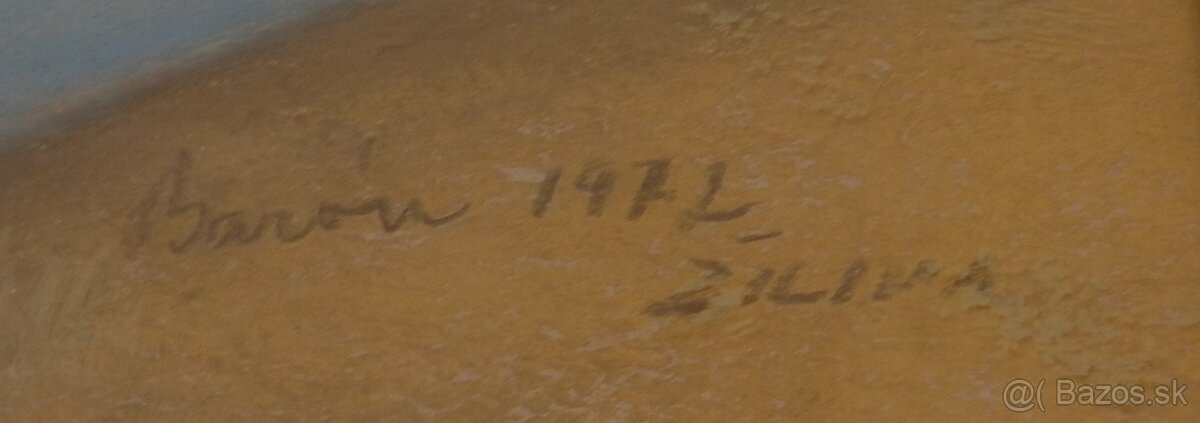 Barón 1972
ŽILINA
@( Bazos.sk